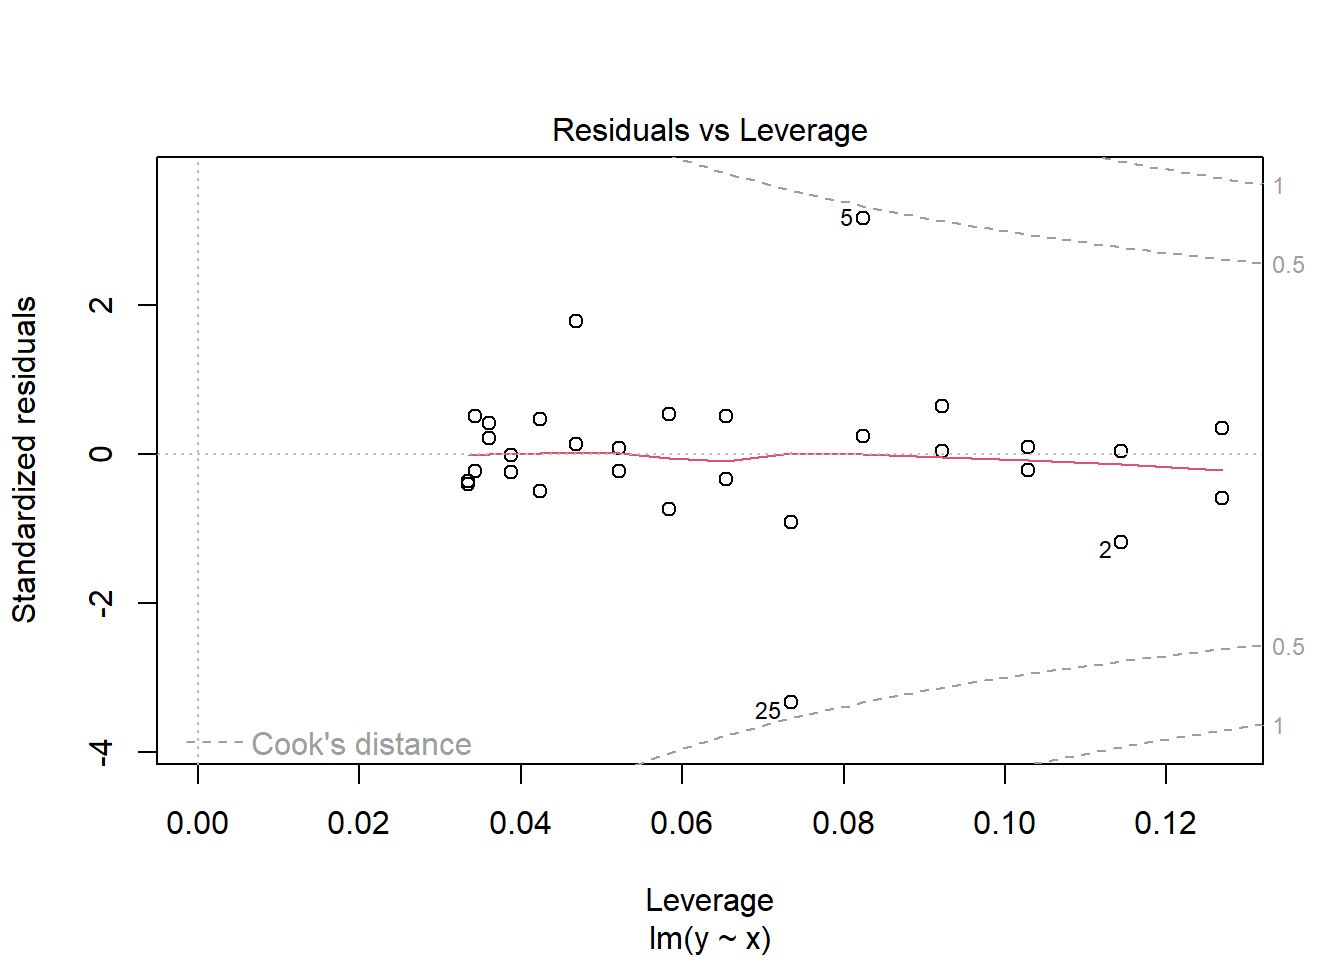 Residuals vs Leverage
1
0.5
5
2
0
-2
-4
Standardized residuals
2
25
0.5
1
Cook's distance
0.00 0.02 0.04 0.06 0.08 0.10 0.12
Leverage
lm(y ~ x)